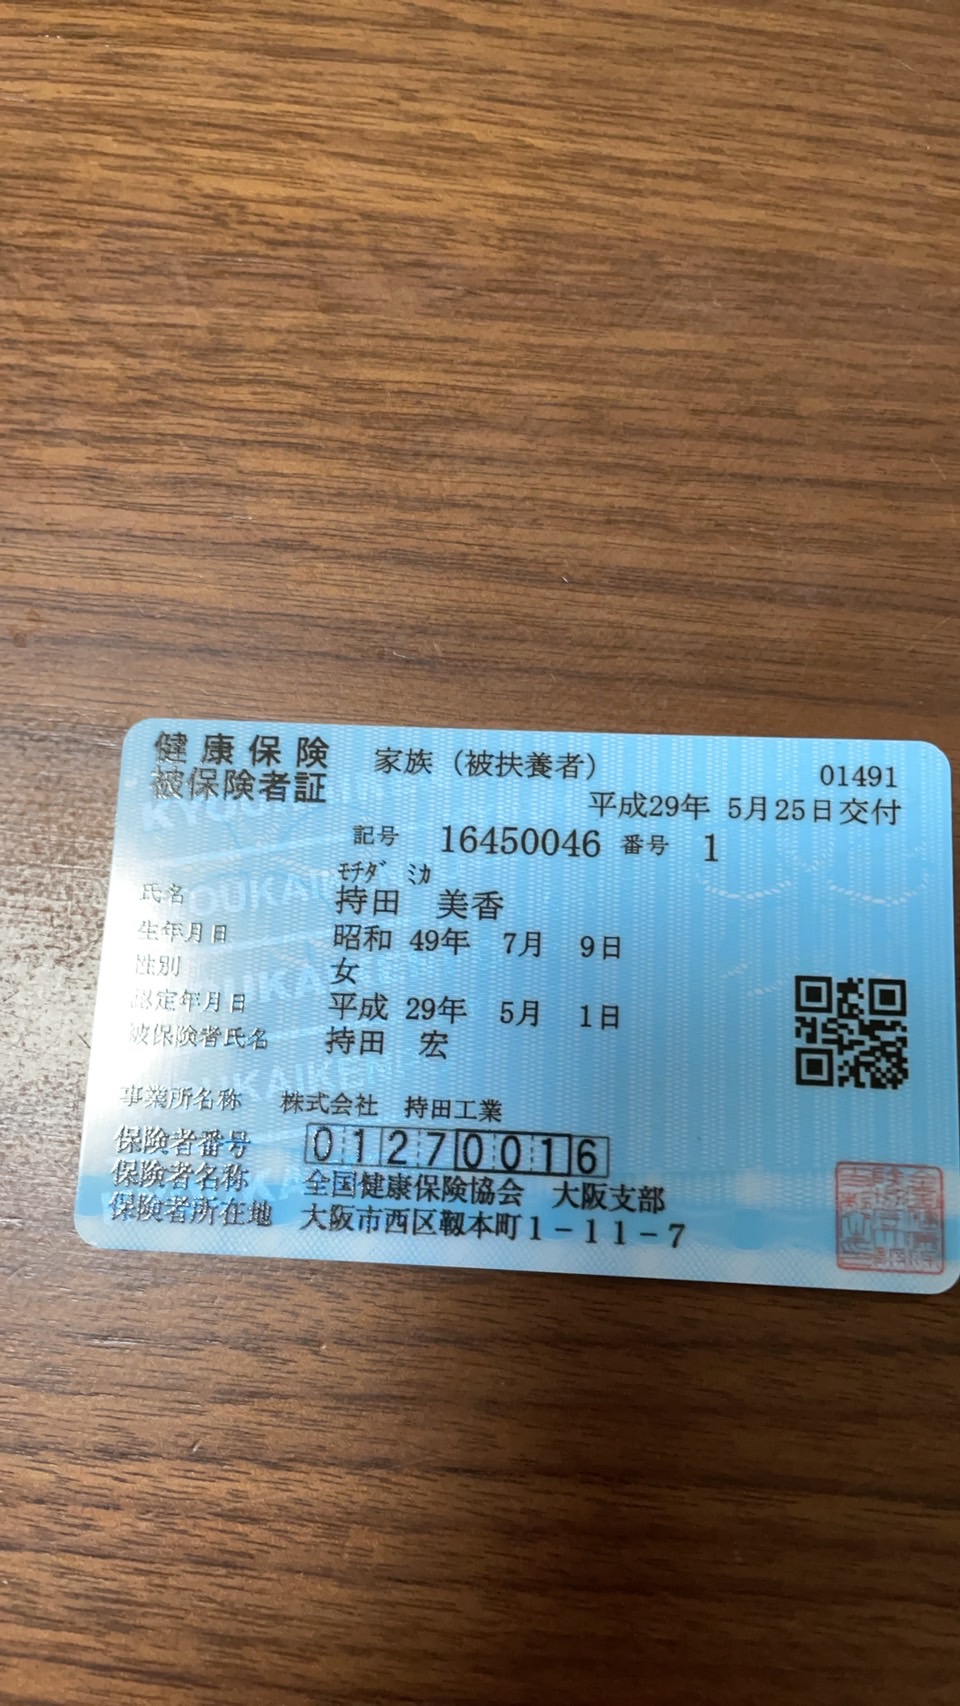 健康保険 家族（被扶養者） 01491
被保険者証 平成29年 5月25日交付
記号 16450046 番号 1
ﾓﾁﾀﾞ ﾐｶ
氏名 持田 美香
生年月日 昭和 49年 7月 9日
性別 女
認定年月日 平成 29年 5月 1日
被保険者氏名 持田 宏
事業所名称 株式会社 持田工業
保険者番号 01270016
保険者名称 全国健康保険協会 大阪支部
保険者所在地 大阪市西区靱本町1-11-7